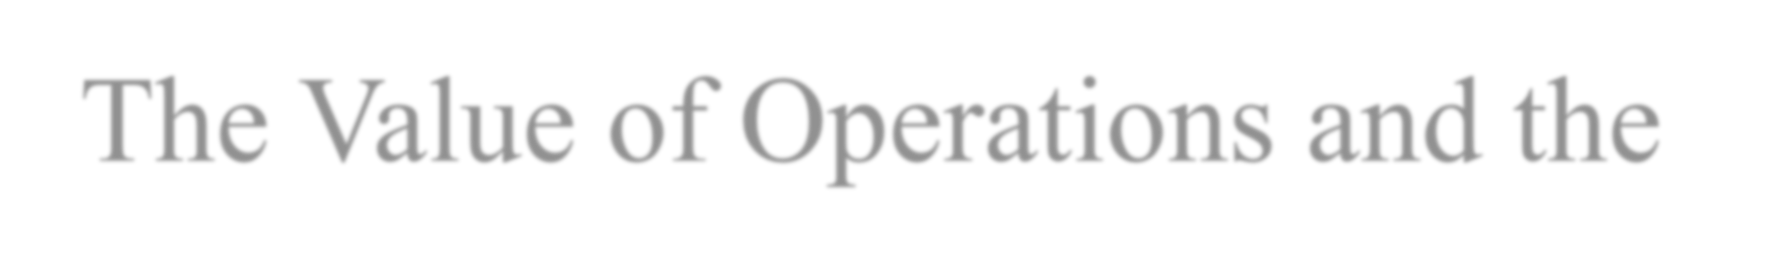 The Value of Operations and the